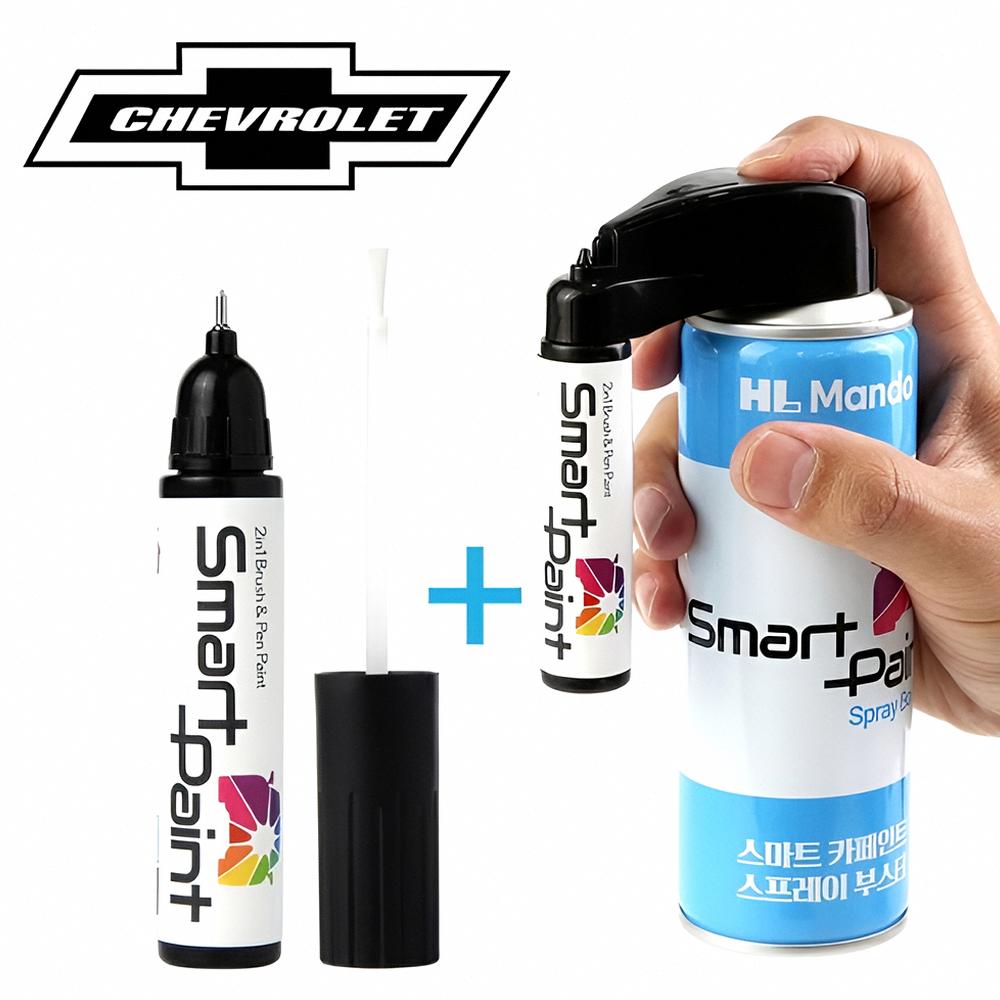 CHEVROLET
2in1 Brush & Pen Paint
Smart
Paint
+
2in1 Brush & Pen Paint
Smart
Paint
HL Mando
Smart
Pain
Spray Bo
스마트 카페인트
스프레이 부스터